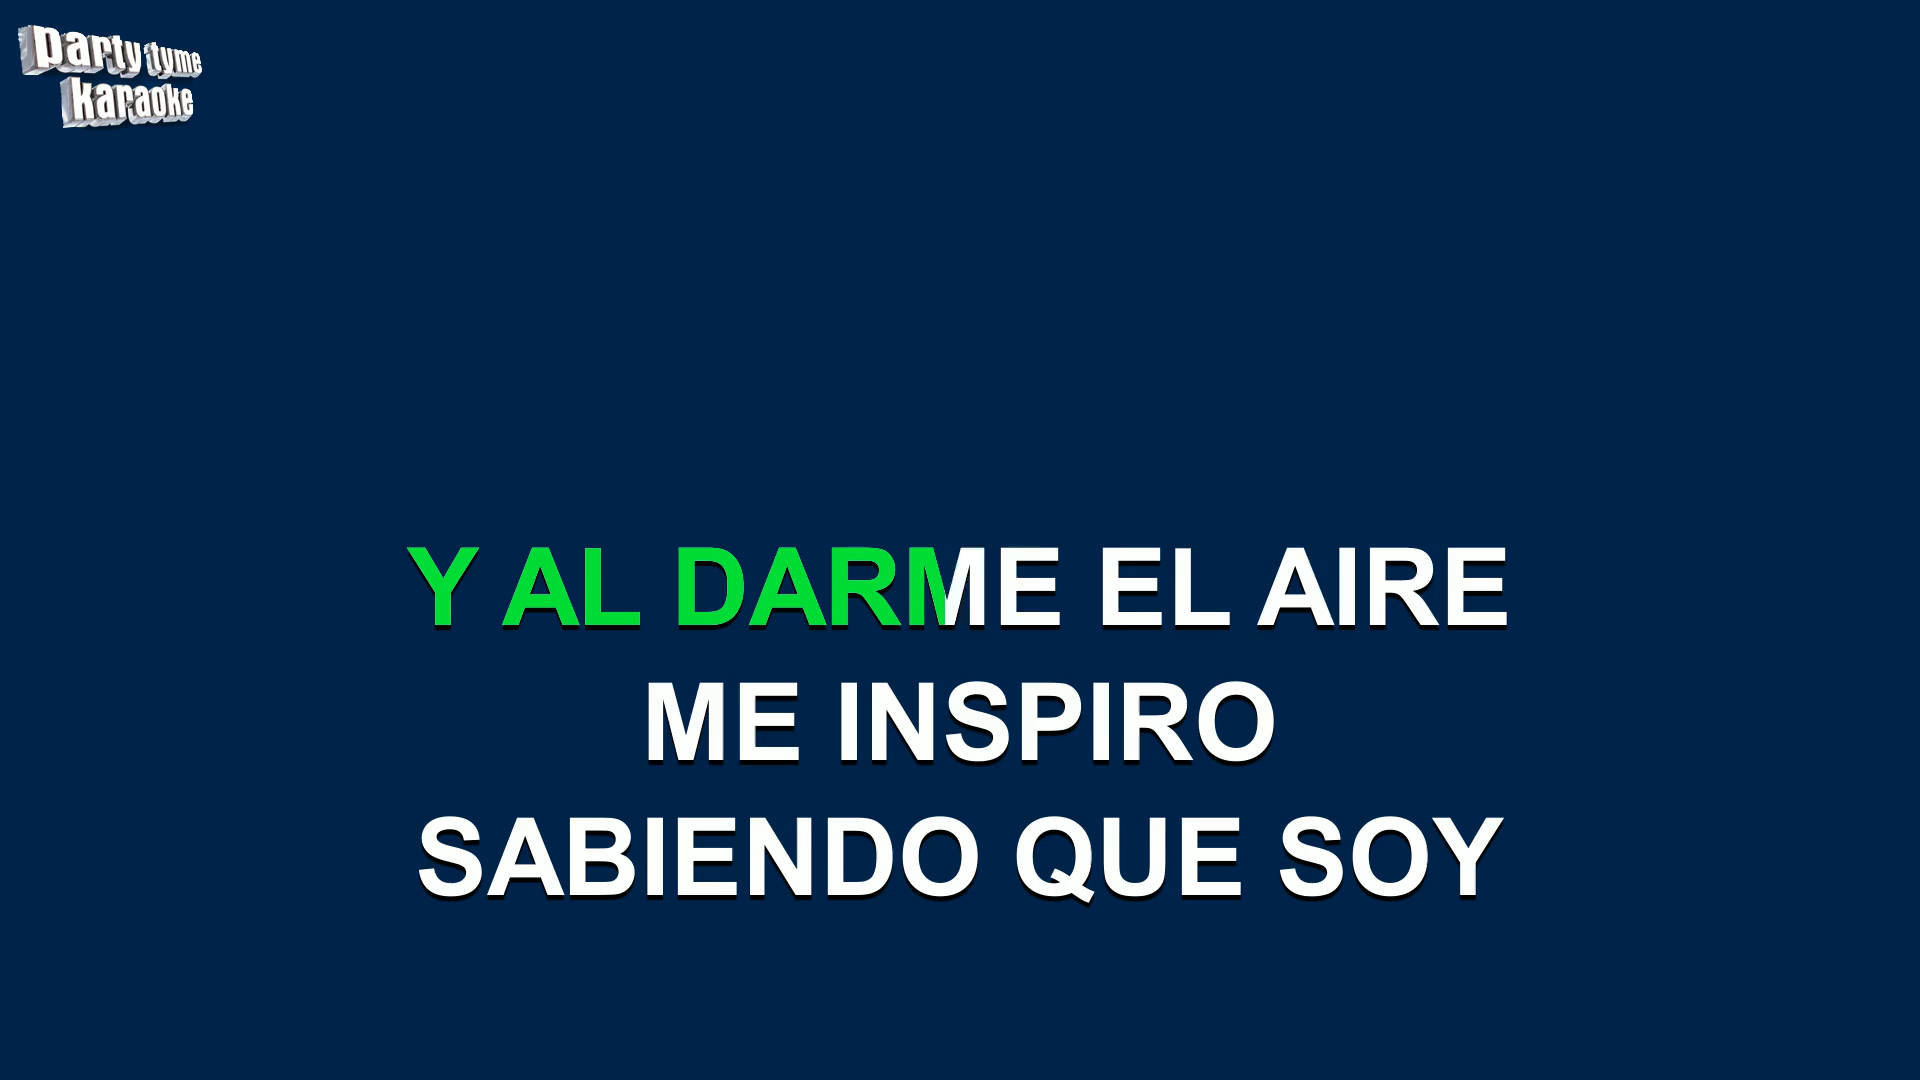 party tyme
karaoke
Y AL DARME EL AIRE
ME INSPIRO
SABIENDO QUE SOY